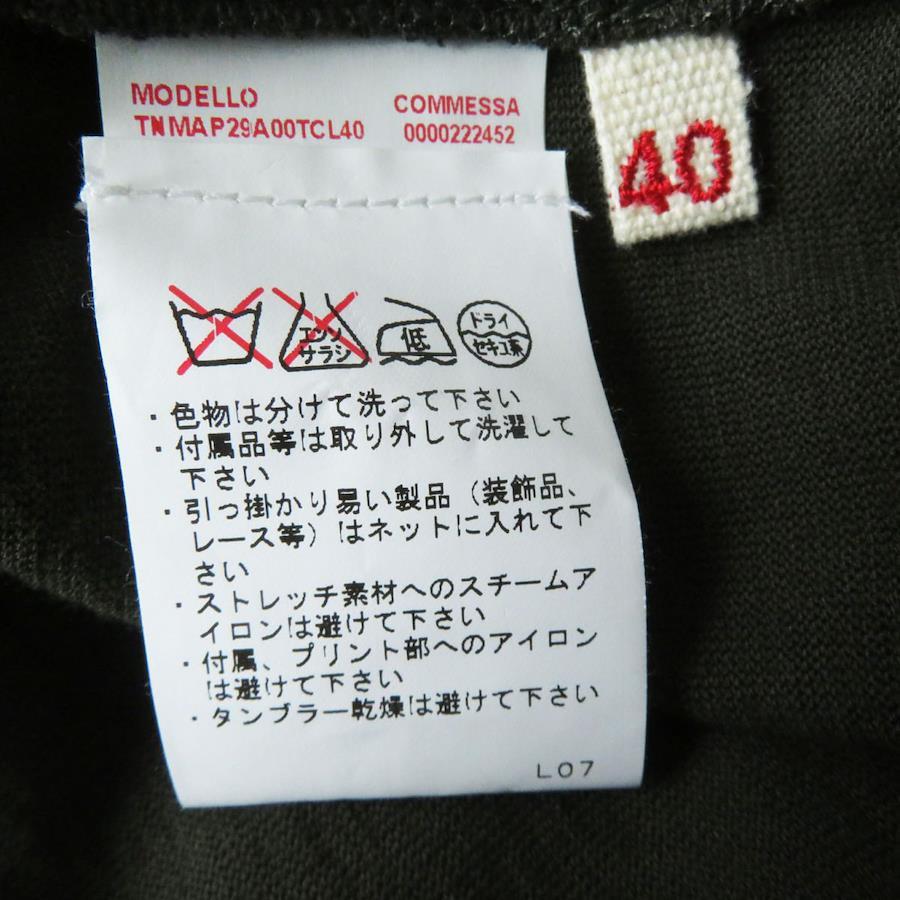 MODELLO COMMESSA
TNMAP29A00TCL40 0000222452
40
エンソ
サラシ
低
ドライ
セキユ系
・色物は分けて洗って下さい
・付属品等は取り外して洗濯して
下さい
・引っ掛かり易い製品（装飾品、
レース等）はネットに入れて下
さい
・ストレッチ素材へのスチームア
イロンは避けて下さい
・付属、プリント部へのアイロン
は避けて下さい
・タンブラー乾燥は避けて下さい
L07